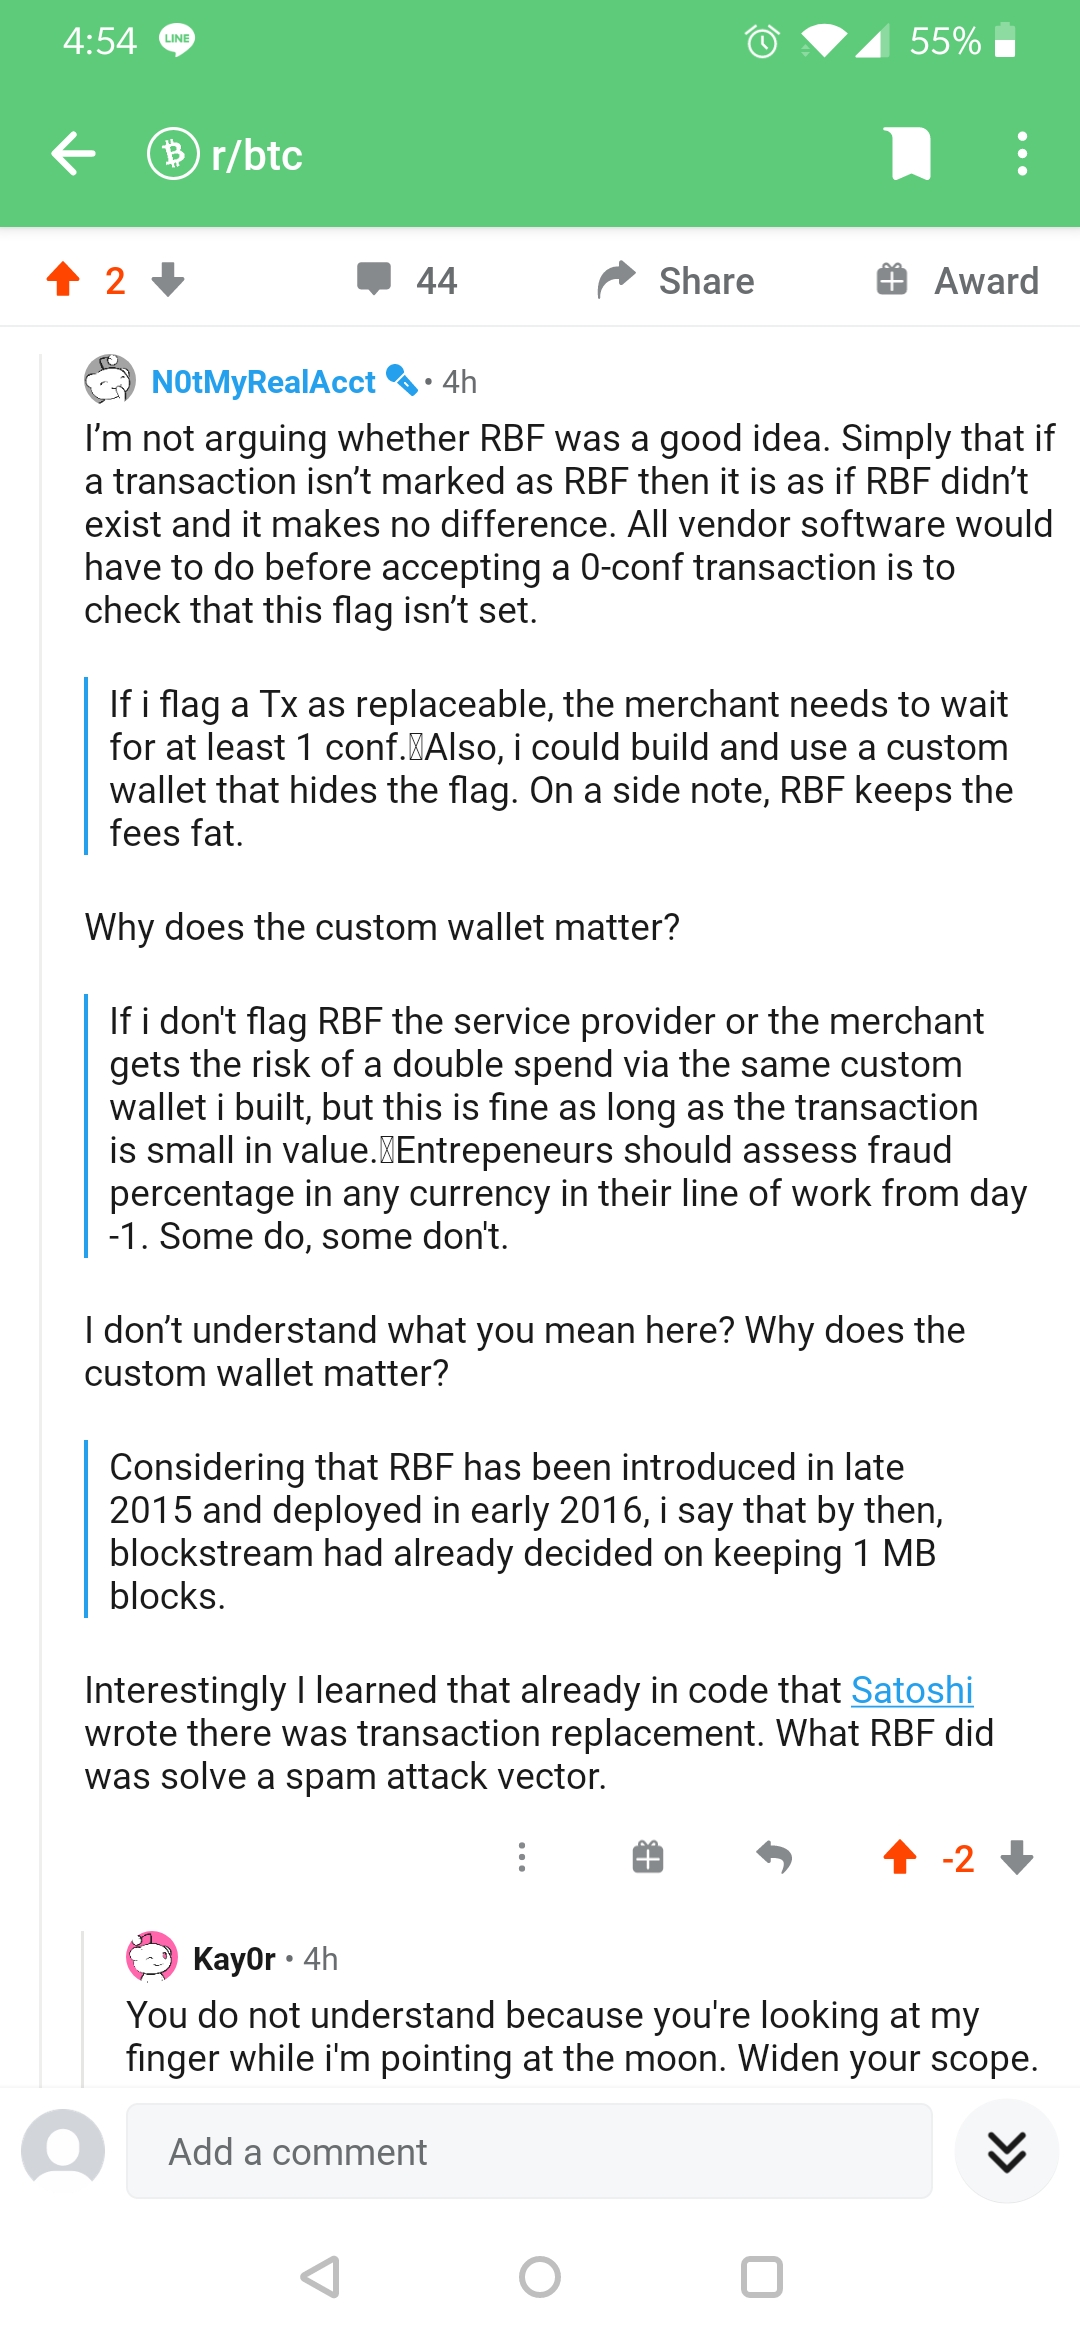 4:54 LINE 55%
r/btc
2 44 Share Award
N0tMyRealAcct • 4h
I’m not arguing whether RBF was a good idea. Simply that if
a transaction isn’t marked as RBF then it is as if RBF didn’t
exist and it makes no difference. All vendor software would
have to do before accepting a 0-conf transaction is to
check that this flag isn’t set.
If i flag a Tx as replaceable, the merchant needs to wait
for at least 1 conf.Also, i could build and use a custom
wallet that hides the flag. On a side note, RBF keeps the
fees fat.
Why does the custom wallet matter?
If i don't flag RBF the service provider or the merchant
gets the risk of a double spend via the same custom
wallet i built, but this is fine as long as the transaction
is small in value.Entrepeneurs should assess fraud
percentage in any currency in their line of work from day
-1. Some do, some don't.
I don’t understand what you mean here? Why does the
custom wallet matter?
Considering that RBF has been introduced in late
2015 and deployed in early 2016, i say that by then,
blockstream had already decided on keeping 1 MB
blocks.
Interestingly I learned that already in code that Satoshi
wrote there was transaction replacement. What RBF did
was solve a spam attack vector.
-2
Kay0r • 4h
You do not understand because you're looking at my
finger while i'm pointing at the moon. Widen your scope.
Add a comment